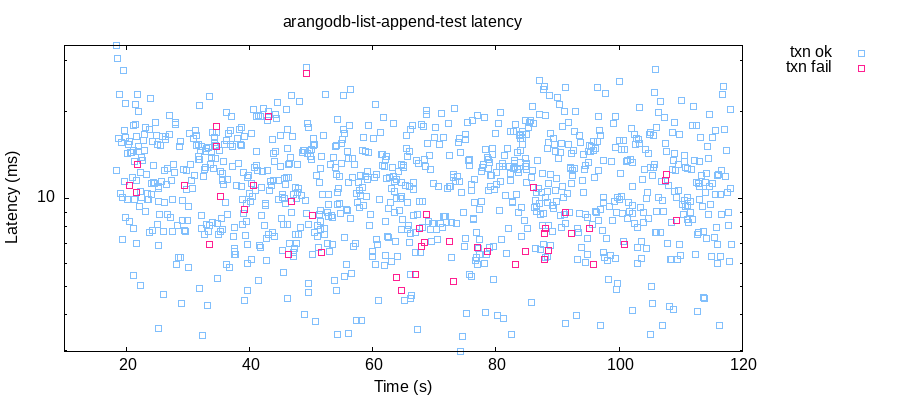 arangodb-list-append-test latency
txn ok
txn fail
Latency (ms)
10
20
40
60
80
100
120
Time (s)